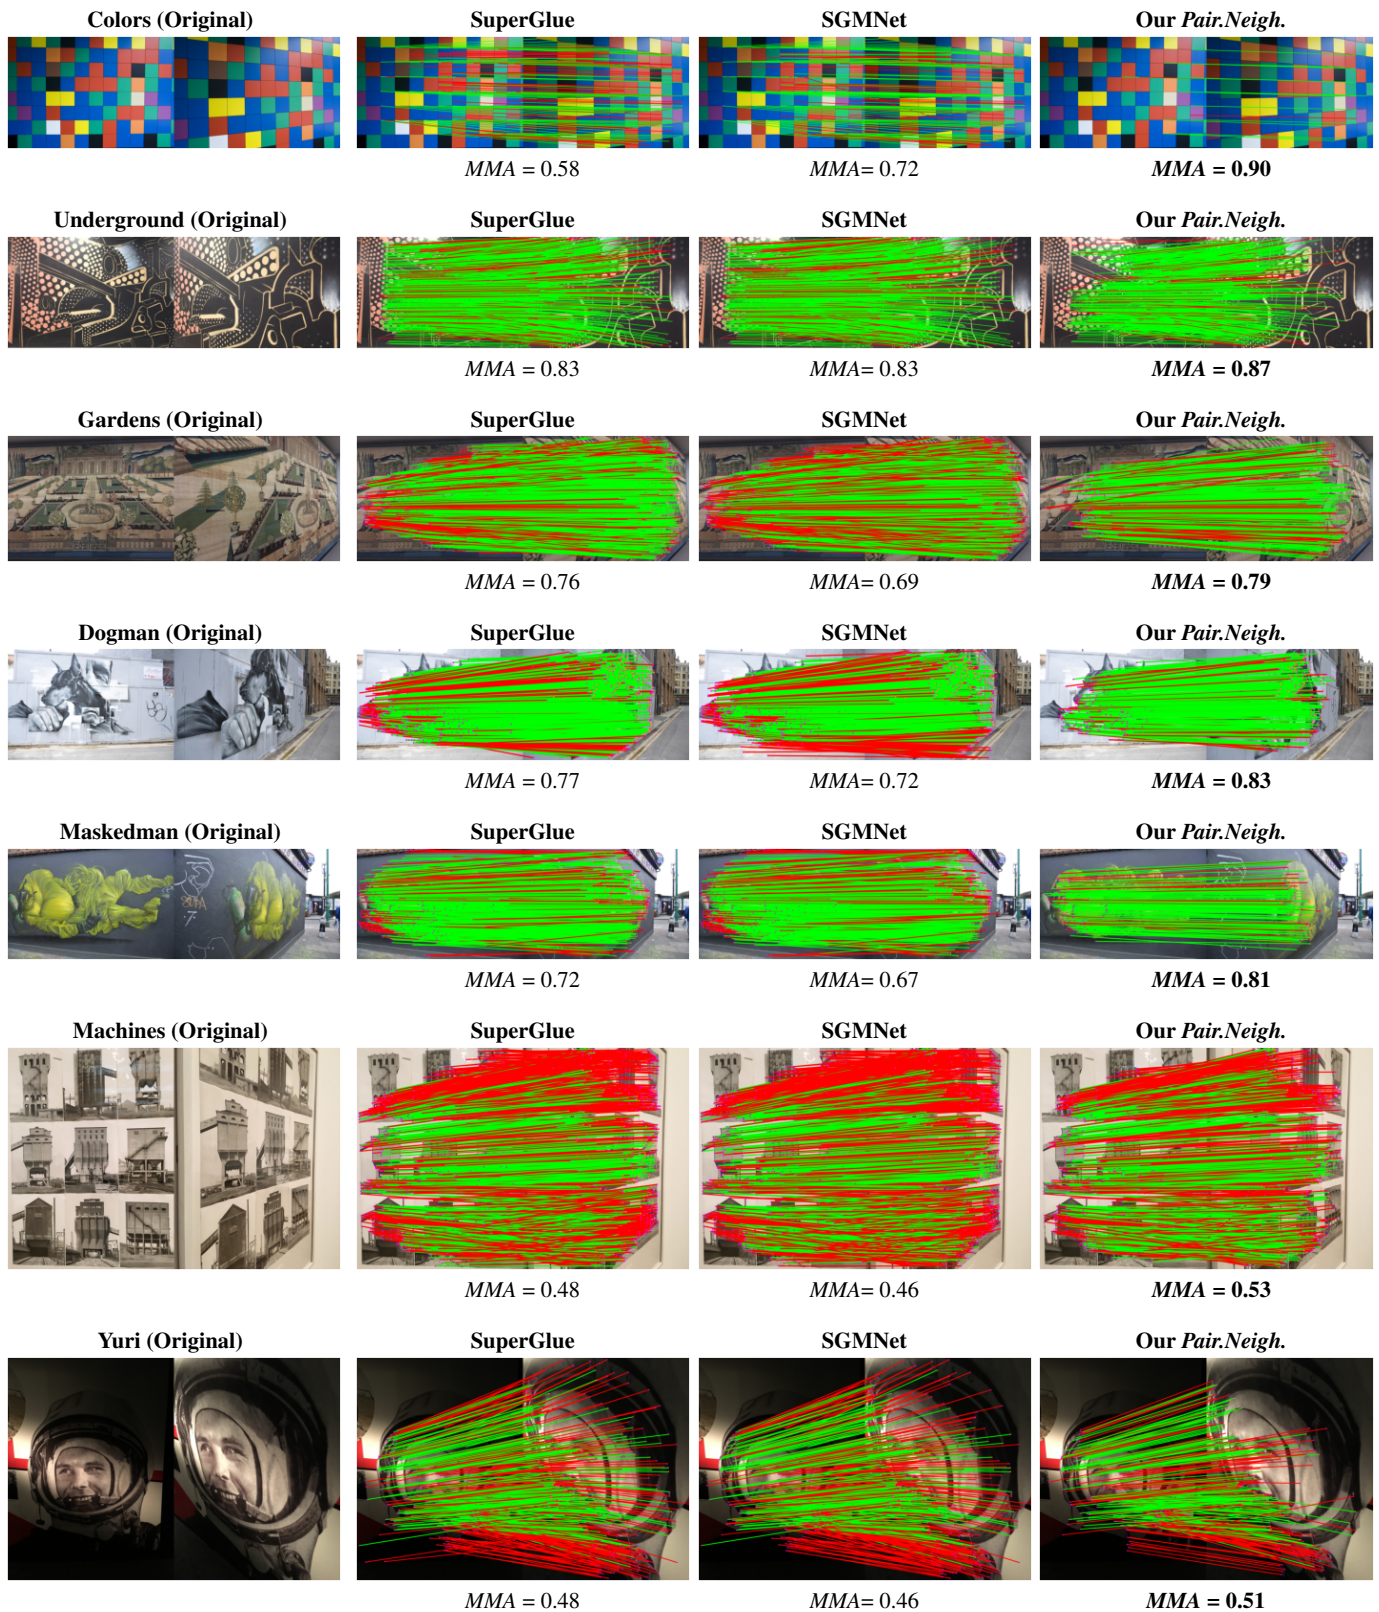 Colors (Original) SuperGlue SGMNet Our Pair.Neigh.
MMA = 0.58 MMA= 0.72 MMA = 0.90
Underground (Original) SuperGlue SGMNet Our Pair.Neigh.
MMA = 0.83 MMA= 0.83 MMA = 0.87
Gardens (Original) SuperGlue SGMNet Our Pair.Neigh.
MMA = 0.76 MMA= 0.69 MMA = 0.79
Dogman (Original) SuperGlue SGMNet Our Pair.Neigh.
MMA = 0.77 MMA= 0.72 MMA = 0.83
Maskedman (Original) SuperGlue SGMNet Our Pair.Neigh.
MMA = 0.72 MMA= 0.67 MMA = 0.81
Machines (Original) SuperGlue SGMNet Our Pair.Neigh.
MMA = 0.48 MMA= 0.46 MMA = 0.53
Yuri (Original) SuperGlue SGMNet Our Pair.Neigh.
MMA = 0.48 MMA= 0.46 MMA = 0.51